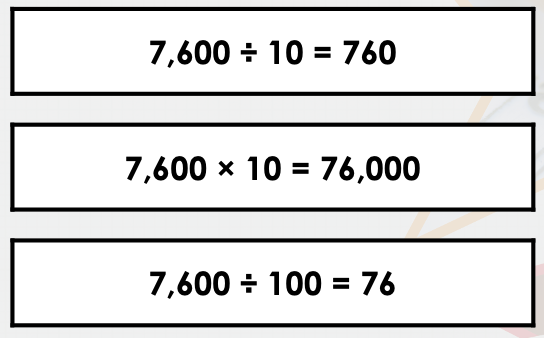 7,600 ÷ 10 = 760
7,600 × 10 = 76,000
7,600 ÷ 100 = 76